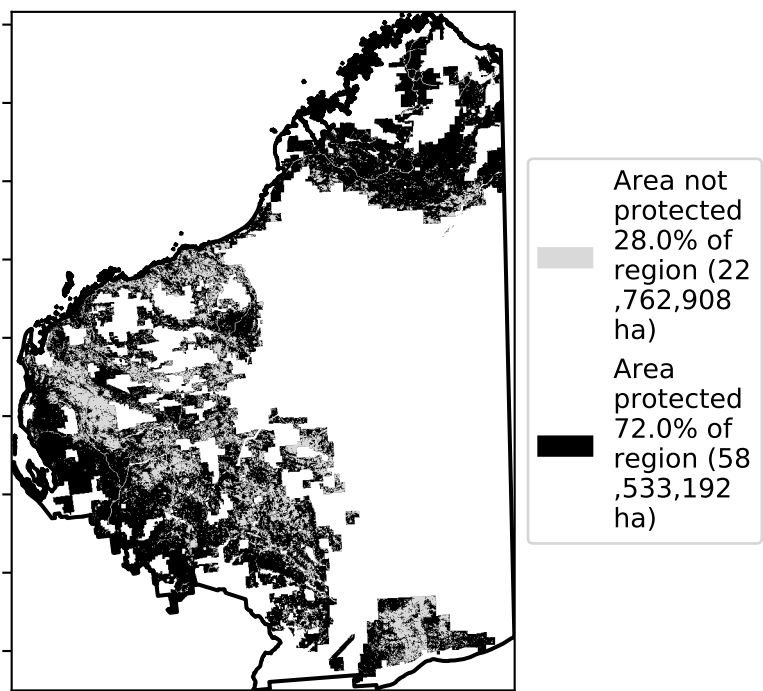 Area not
protected
28.0% of
region (22
,762,908
ha)
Area
protected
72.0% of
region (58
,533,192
ha)